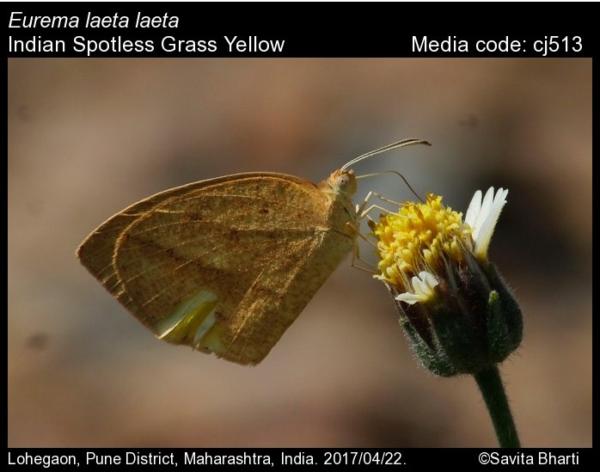 Eurema laeta laeta
Indian Spotless Grass Yellow Media code: cj513
Lohegaon, Pune District, Maharashtra, India. 2017/04/22. ©Savita Bharti